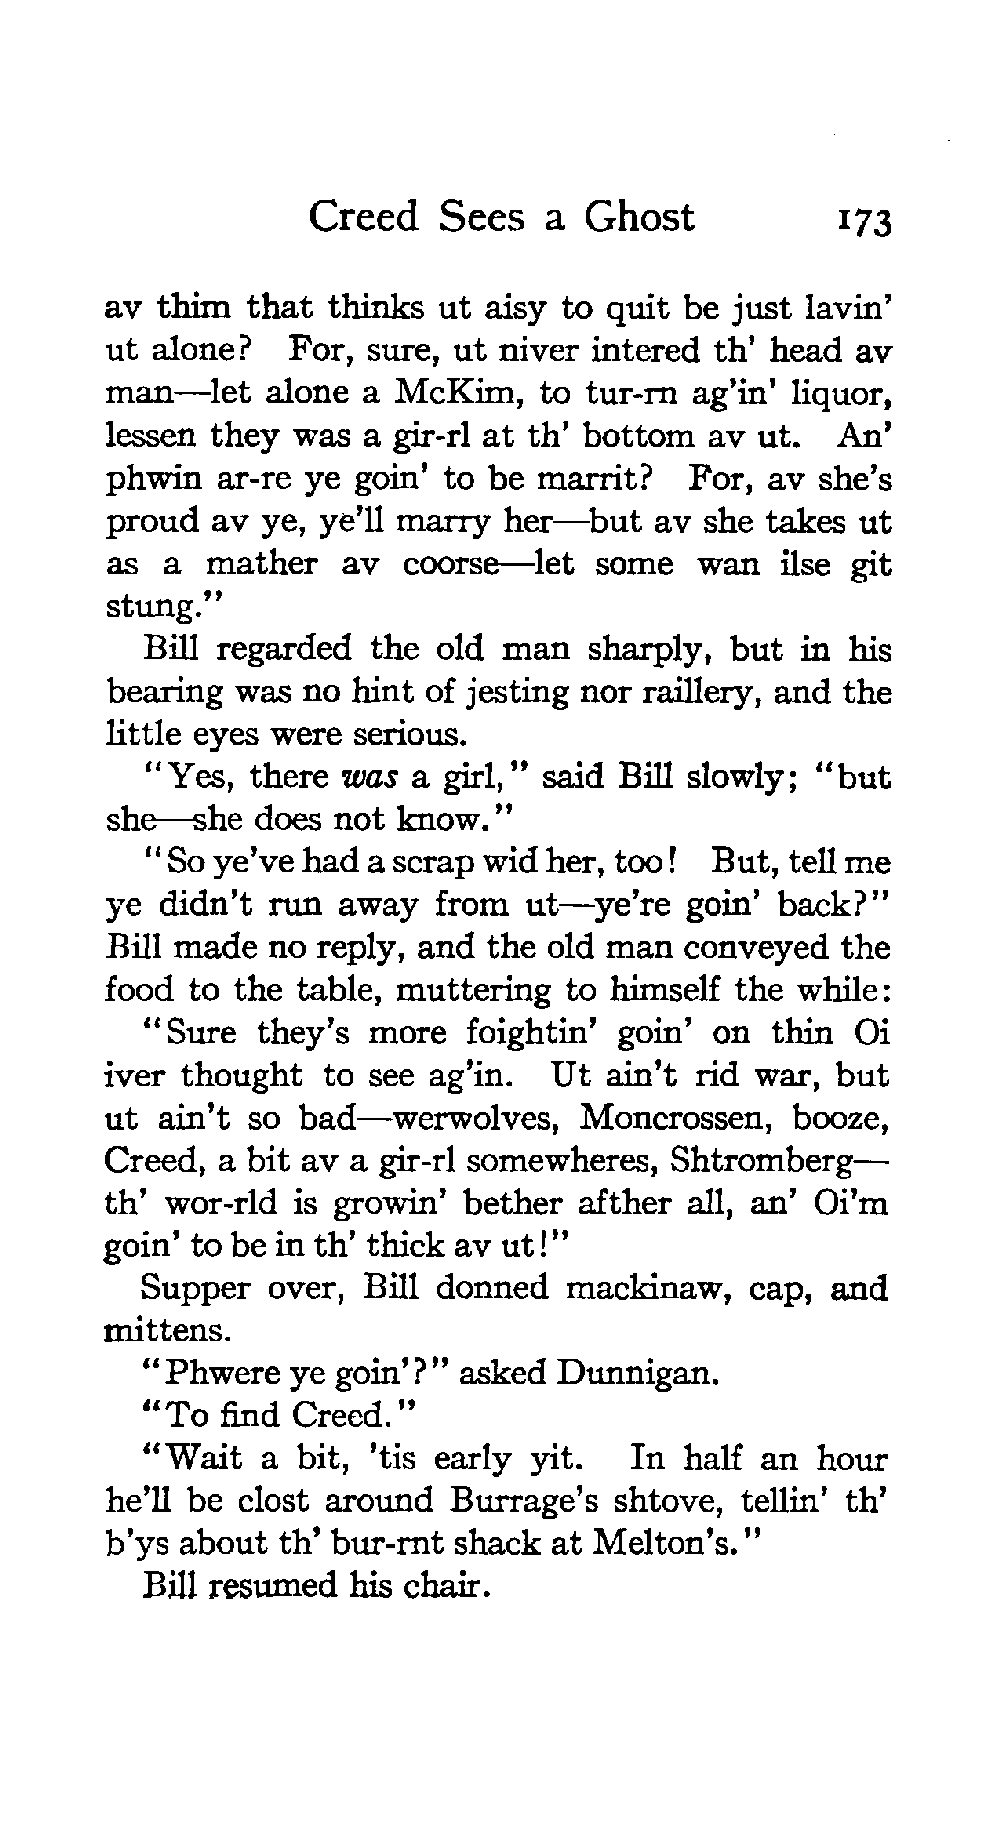 Creed Sees a Ghost 173
av thim that thinks ut aisy to quit be just lavin'
ut alone? For, sure, ut niver intered th' head av
man—let alone a McKim, to tur-rn ag'in' liquor,
lessen they was a gir-rl at th' bottom av ut. An'
phwin ar-re ye goin' to be marrit? For, av she's
proud av ye, ye'll marry her—but av she takes ut
as a mather av coorse—let some wan ilse git
stung."
Bill regarded the old man sharply, but in his
bearing was no hint of jesting nor raillery, and the
little eyes were serious.
"Yes, there was a girl," said Bill slowly; "but
she—she does not know."
"So ye've had a scrap wid her, too! But, tell me
ye didn't run away from ut—ye're goin' back?"
Bill made no reply, and the old man conveyed the
food to the table, muttering to himself the while:
"Sure they's more foightin' goin' on thin Oi
iver thought to see ag'in. Ut ain't rid war, but
ut ain't so bad—werwolves, Moncrossen, booze,
Creed, a bit av a gir-rl somewheres, Shtromberg—
th' wor-rld is growin' bether afther all, an' Oi'm
goin' to be in th' thick av ut!"
Supper over, Bill donned mackinaw, cap, and
mittens.
"Phwere ye goin'?" asked Dunnigan.
"To find Creed."
"Wait a bit, 'tis early yit. In half an hour
he'll be clost around Burrage's shtove, tellin' th'
b'ys about th' bur-rnt shack at Melton's."
Bill resumed his chair.